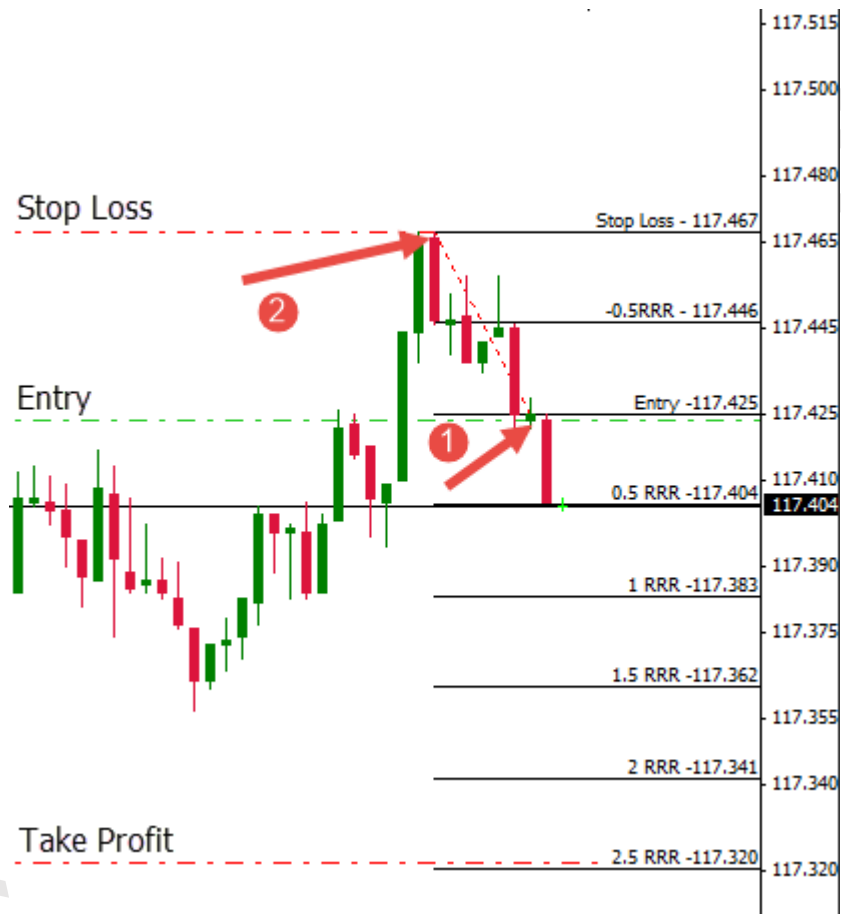 117.515
117.500
117.480
Stop Loss
Stop Loss - 117.467
117.465
2
-0.5RRR - 117.446
117.445
Entry
Entry -117.425
117.425
1
117.410
0.5 RRR -117.404
117.404
117.390
1 RRR -117.383
117.375
1.5 RRR -117.362
117.355
2 RRR -117.341
117.340
Take Profit
2.5 RRR -117.320
117.320